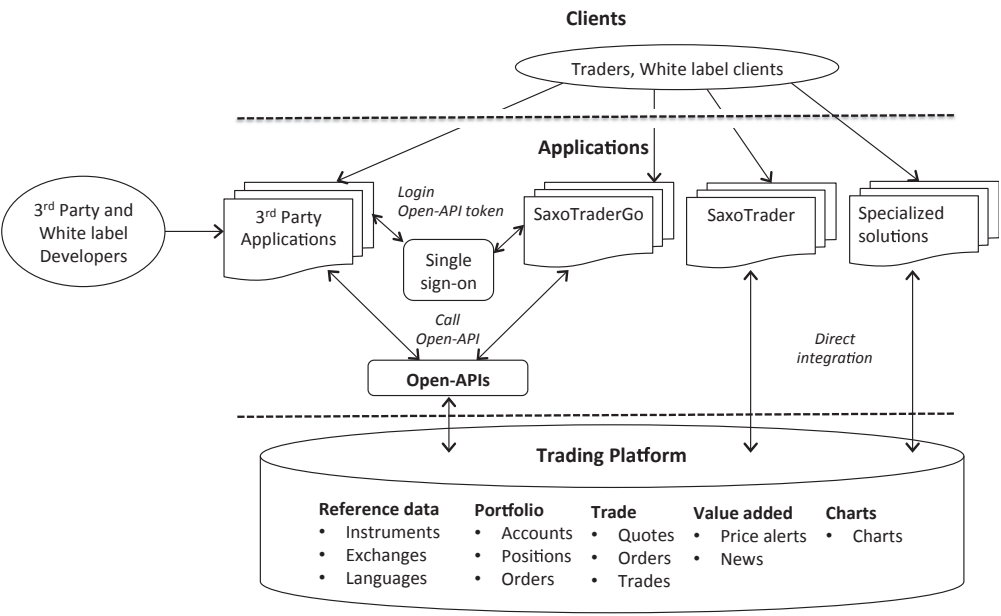 Clients
Traders, White label clients
Applications
3rd Party and
White label
Developers
3rd Party
Applications
Login
Open-API token
Single
sign-on
SaxoTraderGo
SaxoTrader
Specialized
solutions
Call
Open-API
Direct
integration
Open-APIs
Trading Platform
Reference data
• Instruments
• Exchanges
• Languages
Portfolio
• Accounts
• Positions
• Orders
Trade
• Quotes
• Orders
• Trades
Value added
• Price alerts
• News
Charts
• Charts